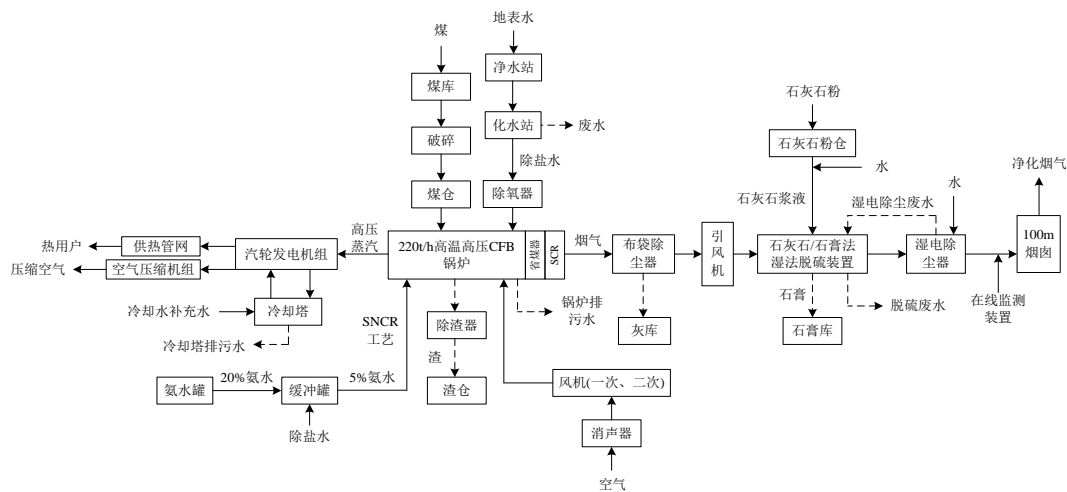 煤
地表水
煤库
净水站
破碎
化水站
废水
除盐水
煤仓
除氧器
石灰石粉
石灰石粉仓
水
石灰石浆液
湿电除尘废水
水
净化烟气
热用户
供热管网
压缩空气
空气压缩机组
汽轮发电机组
高压
蒸汽
220t/h高温高压CFB
锅炉
省煤器
SCR
烟气
布袋除
尘器
引
风
机
石灰石/石膏法
湿法脱硫装置
湿电除
尘器
100m
烟囱
冷却水补充水
冷却塔
冷却塔排污水
SNCR
工艺
除渣器
渣
渣仓
锅炉排
污水
灰库
石膏
石膏库
脱硫废水
在线监测
装置
氨水罐
20%氨水
缓冲罐
5%氨水
除盐水
风机(一次、二次)
消声器
空气